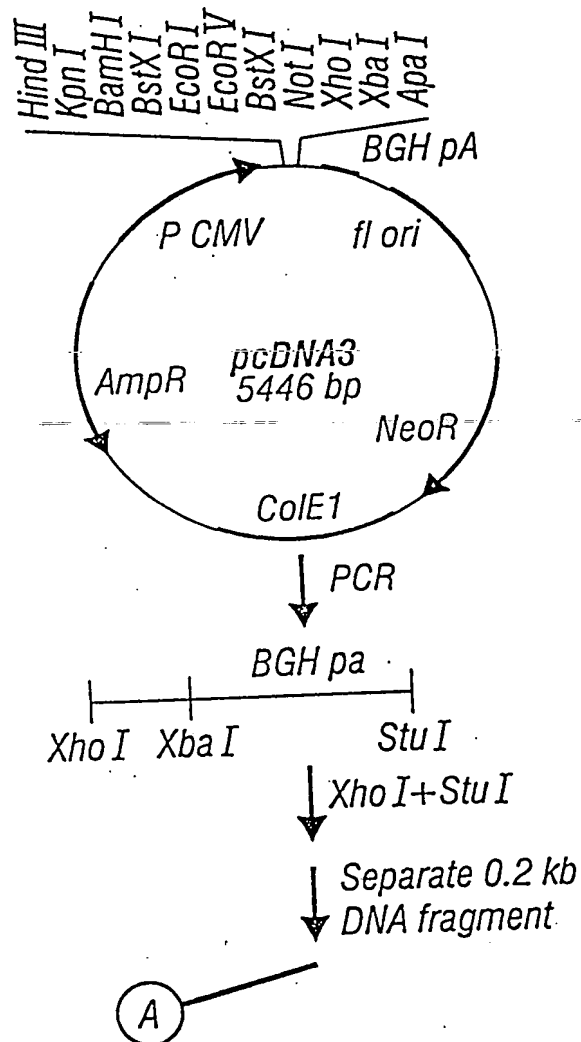 Hind III
Kpn I
BamH I
BstX I
EcoR I
EcoR V
BstX I
Not I
Xho I
Xba I
Apa I
BGH pA
P CMV
fl ori
AmpR
pcDNA3
5446 bp
NeoR
ColE1
PCR
BGH pa
Xho I
Xba I
Stu I
Xho I+Stu I
Separate 0.2 kb
DNA fragment
A